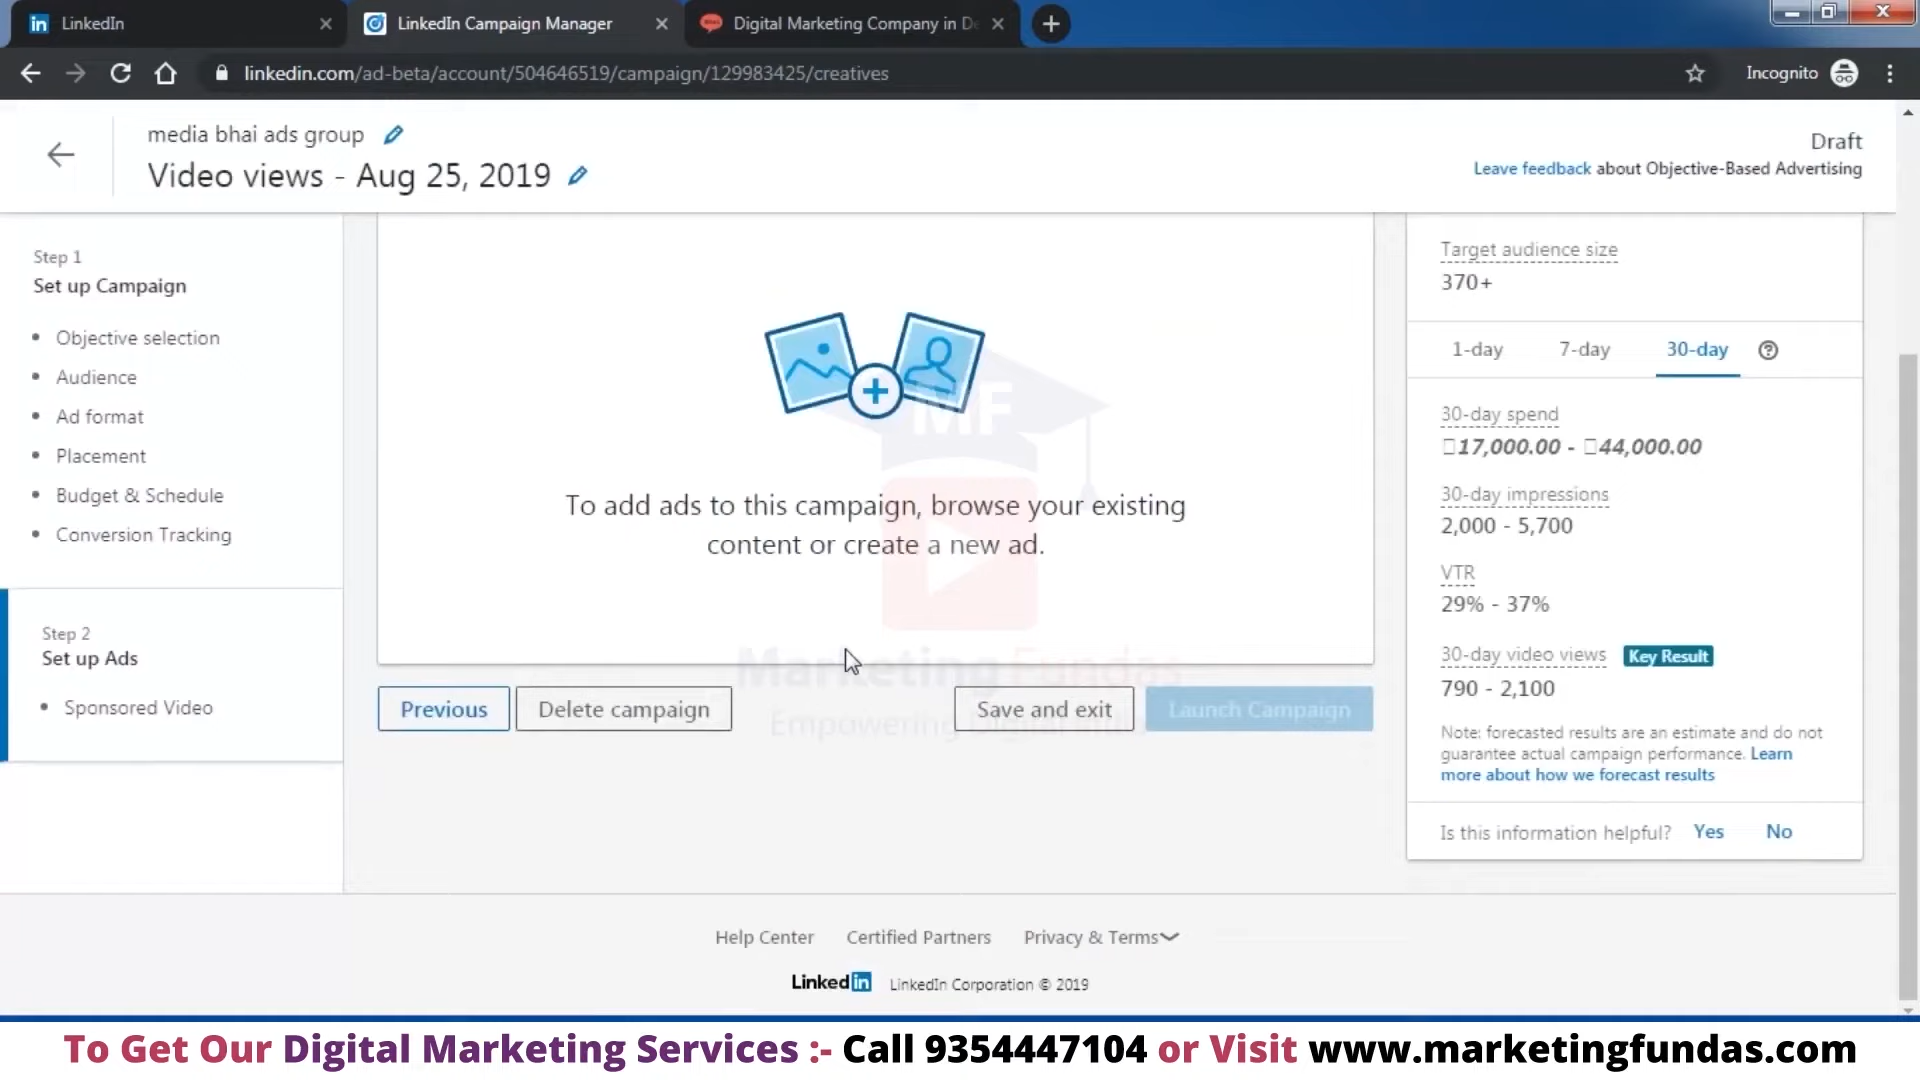 LinkedIn
LinkedIn Campaign Manager
Digital Marketing Company in De
linkedin.com/ad-beta/account/504646519/campaign/129983425/creatives
Incognito
media bhai ads group
Video views - Aug 25, 2019
Draft
Leave feedback about Objective-Based Advertising
Step 1
Set up Campaign
Objective selection
Audience
Ad format
Placement
Budget & Schedule
Conversion Tracking
Step 2
Set up Ads
Sponsored Video
MF
To add ads to this campaign, browse your existing
content or create a new ad.
Marketing Fundas
Empowering Digital India
Previous
Delete campaign
Save and exit
Launch Campaign
Target audience size
370+
1-day
7-day
30-day
30-day spend
17,000.00 - 44,000.00
30-day impressions
2,000 - 5,700
VTR
29% - 37%
30-day video views Key Result
790 - 2,100
Note: forecasted results are an estimate and do not
guarantee actual campaign performance. Learn
more about how we forecast results
Is this information helpful? Yes No
Help Center
Certified Partners
Privacy & Terms
LinkedIn LinkedIn Corporation © 2019
To Get Our Digital Marketing Services :- Call 9354447104 or Visit www.marketingfundas.com